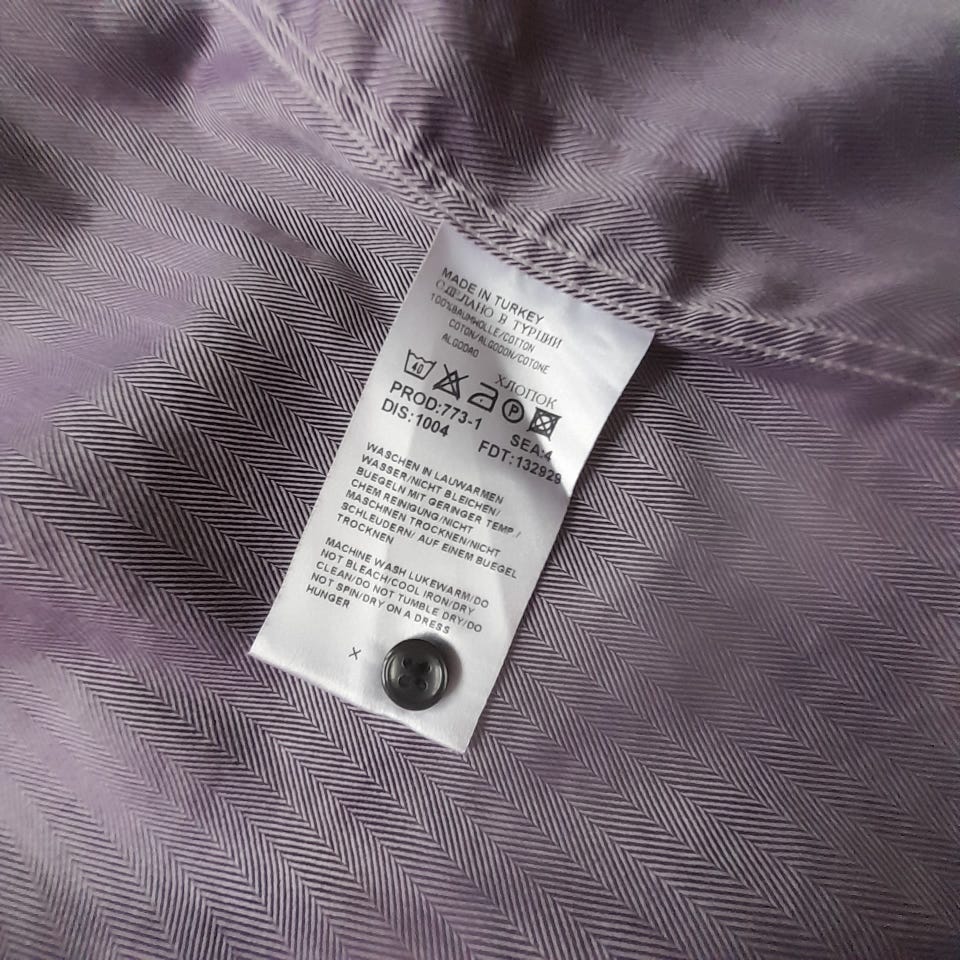 MADE IN TURKEY
СДЕЛАНО В ТУРЦИИ
100%BAUMHOLLE/COTTON
COTON/ALGODON/COTONE
ALGODAO
ХЛОПОК
40 P
PROD:773-1 SEA:4
DIS:1004 FDT:132929
WASCHEN IN LAUWARMEN
WASSER/NICHT BLEICHEN/
BUEGELN MIT GERINGER TEMP/
CHEM REINIGUNG/NICHT
MASCHINEN TROCKNEN/NICHT
SCHLEUDERN/ AUF EINEM BUEGEL
TROCKNEN
MACHINE WASH LUKEWARM/DO
NOT BLEACH/COOL IRON/DRY
CLEAN/DO NOT TUMBLE DRY/DO
NOT SPIN/DRY ON A DRESS
HUNGER
X